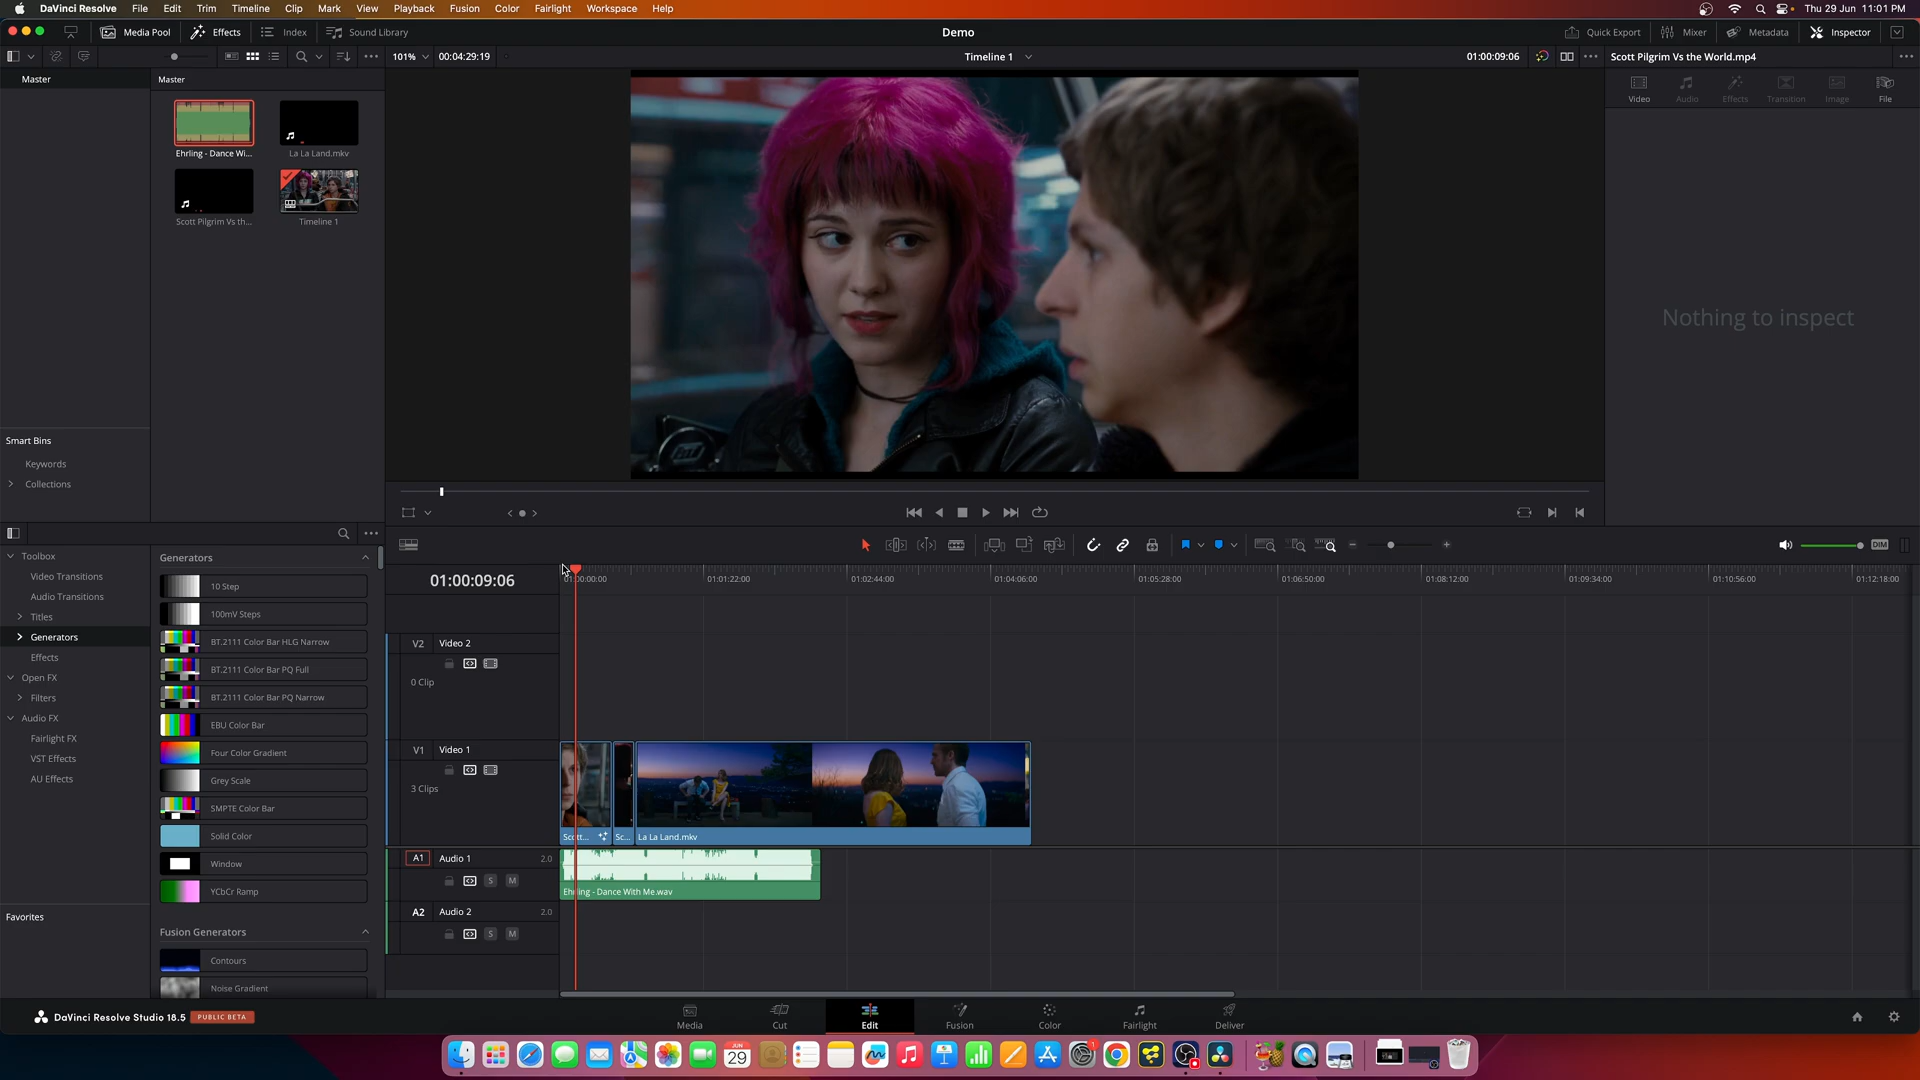 DaVinci Resolve File Edit Trim Timeline Clip Mark View Playback Fusion Color Fairlight Workspace Help Thu 29 Jun 11:01 PM
Media Pool Effects Index Sound Library Demo Quick Export Mixer Metadata Inspector
101% 00:04:29:19 Timeline 1 01:00:09:06 Scott Pilgrim Vs the World.mp4
Master Master
Video Audio Effects Transition Image File
Ehrling - Dance Wi... La La Land.mkv
Scott Pilgrim Vs th... Timeline 1
Nothing to inspect
Smart Bins
Keywords
Collections
Toolbox Generators
Video Transitions
Audio Transitions
Titles
Generators
Effects
Open FX
Filters
Audio FX
Fairlight FX
VST Effects
AU Effects
Favorites
10 Step
100mV Steps
BT.2111 Color Bar HLG Narrow
BT.2111 Color Bar PQ Full
BT.2111 Color Bar PQ Narrow
EBU Color Bar
Four Color Gradient
Grey Scale
SMPTE Color Bar
Solid Color
Window
YCbCr Ramp
Fusion Generators
Contours
Noise Gradient
DIM
01:00:09:06 01:00:00:00 01:01:22:00 01:02:44:00 01:04:06:00 01:05:28:00 01:06:50:00 01:08:12:00 01:09:34:00 01:10:56:00 01:12:18:00
V2 Video 2
0 Clip
V1 Video 1
3 Clips
Scott... Sc... La La Land.mkv
A1 Audio 1 2.0
S M
Ehrling - Dance With Me.wav
A2 Audio 2 2.0
S M
DaVinci Resolve Studio 18.5 PUBLIC BETA
Media Cut Edit Fusion Color Fairlight Deliver
JUN
29
1